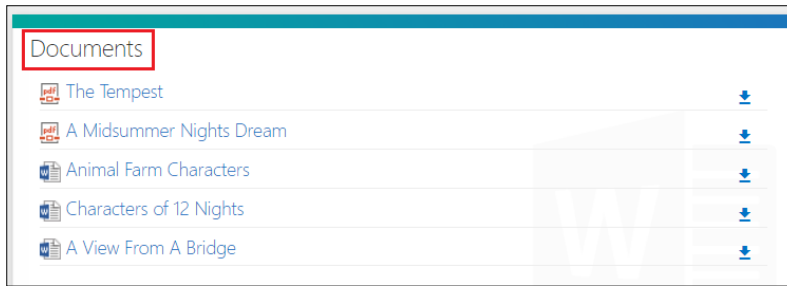 Documents
The Tempest
A Midsummer Nights Dream
Animal Farm Characters
Characters of 12 Nights
A View From A Bridge